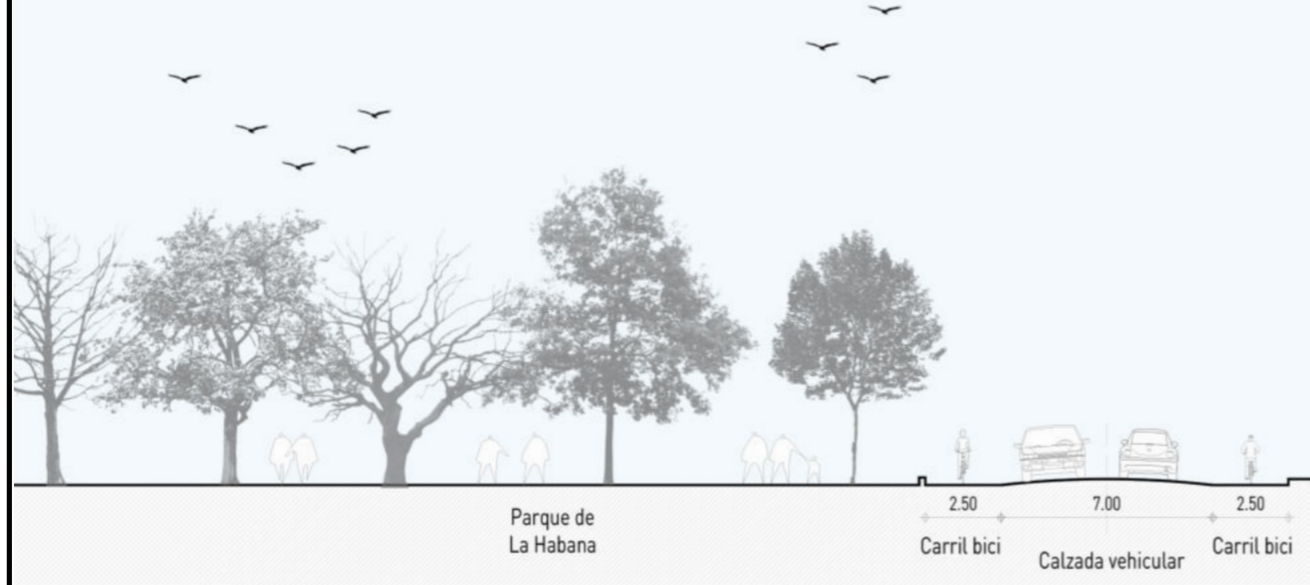 Parque de
La Habana
2.50
7.00
2.50
Carril bici
Calzada vehicular
Carril bici